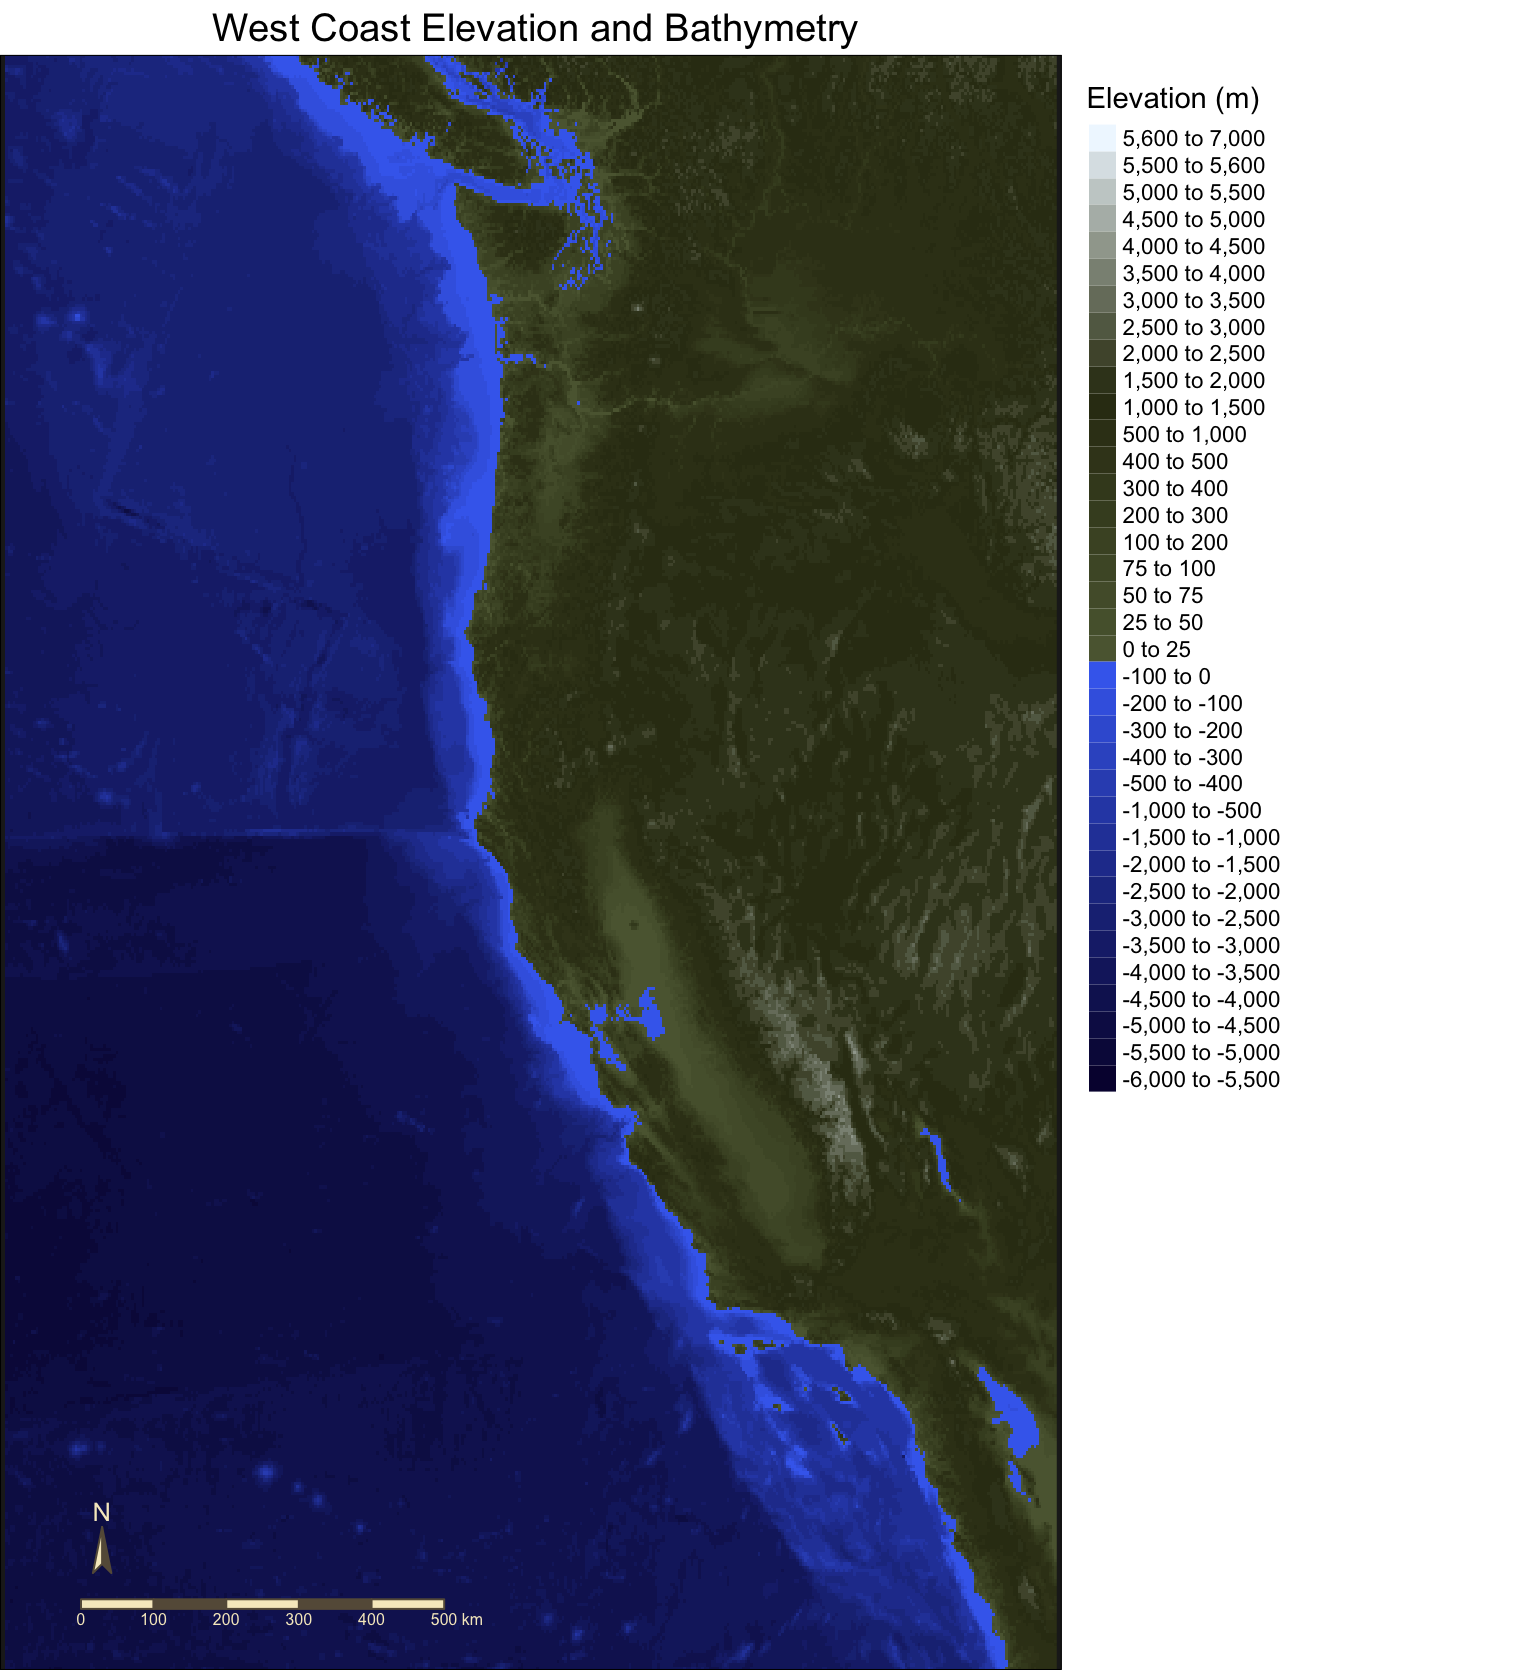 West Coast Elevation and Bathymetry
Elevation (m)
5,600 to 7,000
5,500 to 5,600
5,000 to 5,500
4,500 to 5,000
4,000 to 4,500
3,500 to 4,000
3,000 to 3,500
2,500 to 3,000
2,000 to 2,500
1,500 to 2,000
1,000 to 1,500
500 to 1,000
400 to 500
300 to 400
200 to 300
100 to 200
75 to 100
50 to 75
25 to 50
0 to 25
-100 to 0
-200 to -100
-300 to -200
-400 to -300
-500 to -400
-1,000 to -500
-1,500 to -1,000
-2,000 to -1,500
-2,500 to -2,000
-3,000 to -2,500
-3,500 to -3,000
-4,000 to -3,500
-4,500 to -4,000
-5,000 to -4,500
-5,500 to -5,000
-6,000 to -5,500
N
0 100 200 300 400 500 km